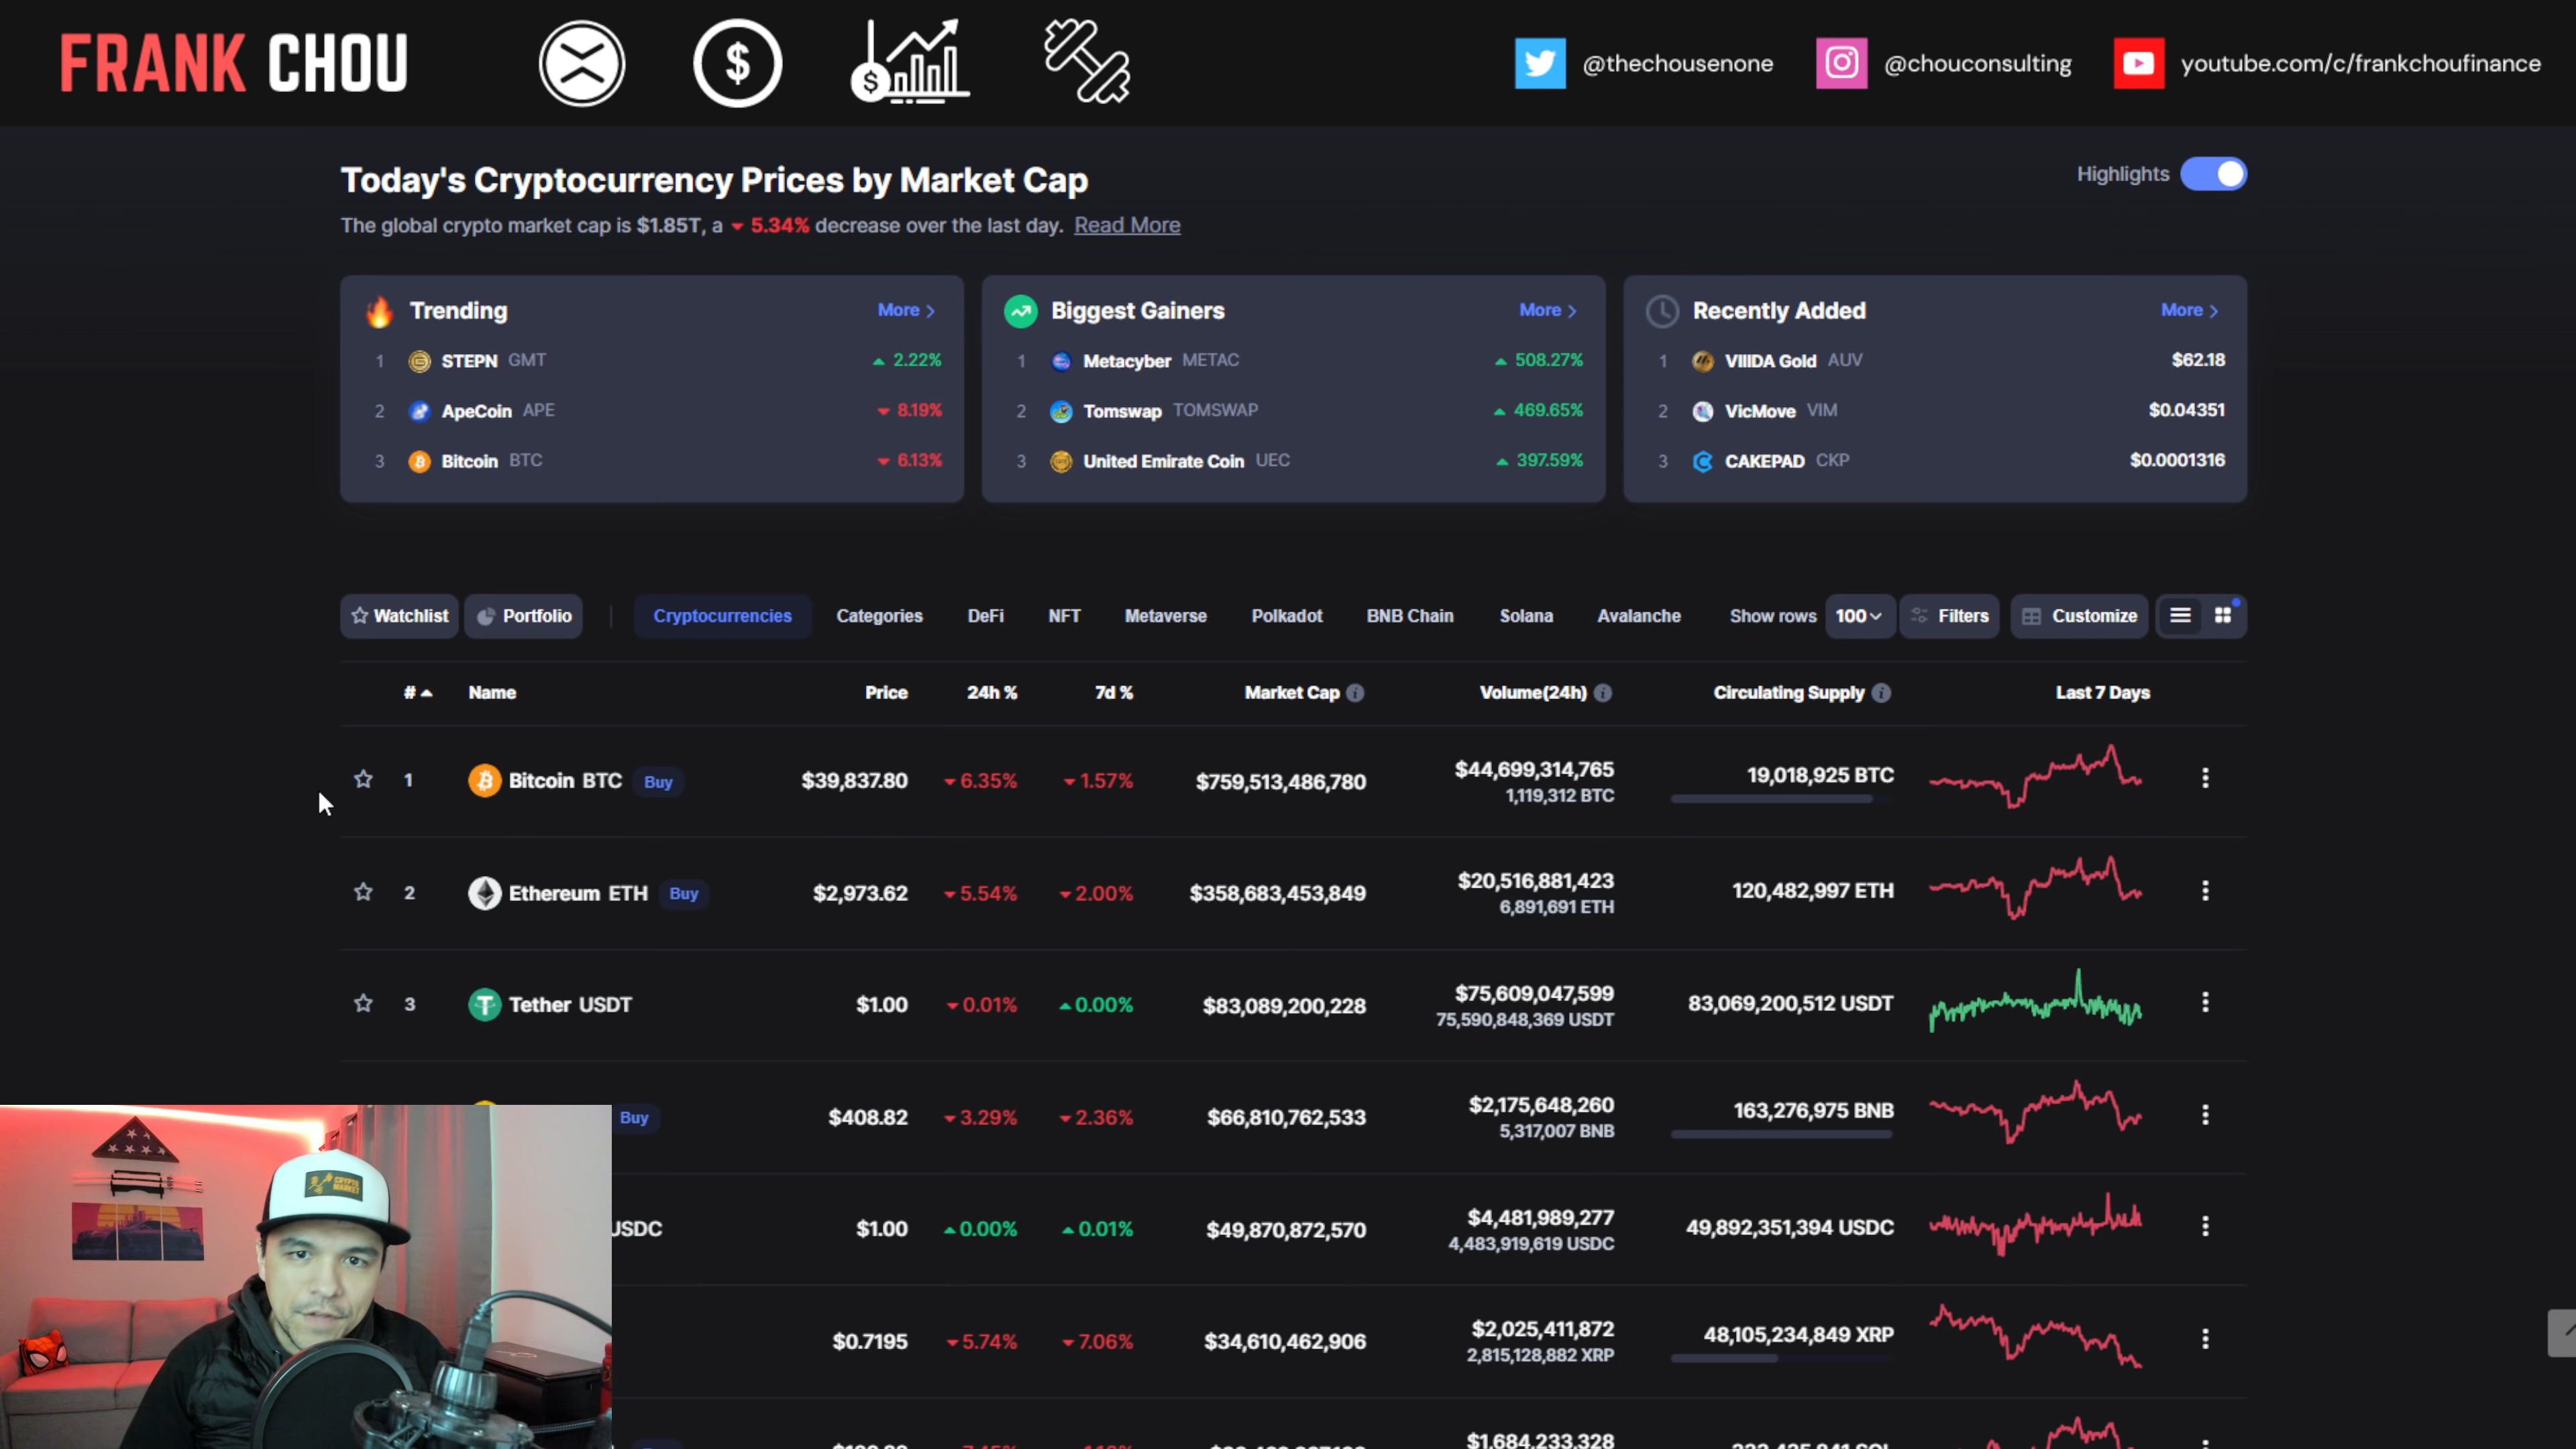 FRANK CHOU
@thechousenone
@chouconsulting
youtube.com/c/frankchoufinance
Today's Cryptocurrency Prices by Market Cap
Highlights
The global crypto market cap is $1.85T, a 5.34% decrease over the last day. Read More
Trending
More
1 STEPN GMT 2.22%
2 ApeCoin APE 8.19%
3 Bitcoin BTC 6.13%
Biggest Gainers
More
1 Metacyber METAC 508.27%
2 Tomswap TOMSWAP 469.65%
3 United Emirate Coin UEC 397.59%
Recently Added
More
1 VIIIDA Gold AUV $62.18
2 VicMove VIM $0.04351
3 CAKEPAD CKP $0.0001316
Watchlist Portfolio Cryptocurrencies Categories DeFi NFT Metaverse Polkadot BNB Chain Solana Avalanche Show rows 100 Filters Customize
# Name Price 24h % 7d % Market Cap Volume(24h) Circulating Supply Last 7 Days
1 Bitcoin BTC Buy $39,837.80 6.35% 1.57% $759,513,486,780 $44,699,314,765 19,018,925 BTC
1,119,312 BTC
2 Ethereum ETH Buy $2,973.62 5.54% 2.00% $358,683,453,849 $20,516,881,423 120,482,997 ETH
6,891,691 ETH
3 Tether USDT $1.00 0.01% 0.00% $83,089,200,228 $75,609,047,599 83,069,200,512 USDT
75,590,848,369 USDT
Buy $408.82 3.29% 2.36% $66,810,762,533 $2,175,648,260 163,276,975 BNB
5,317,007 BNB
USDC $1.00 0.00% 0.01% $49,870,872,570 $4,481,989,277 49,892,351,394 USDC
4,483,919,619 USDC
$0.7195 5.74% 7.06% $34,610,462,906 $2,025,411,872 48,105,234,849 XRP
2,815,128,882 XRP
$1,684,233,328
CRYPTO
MARKET